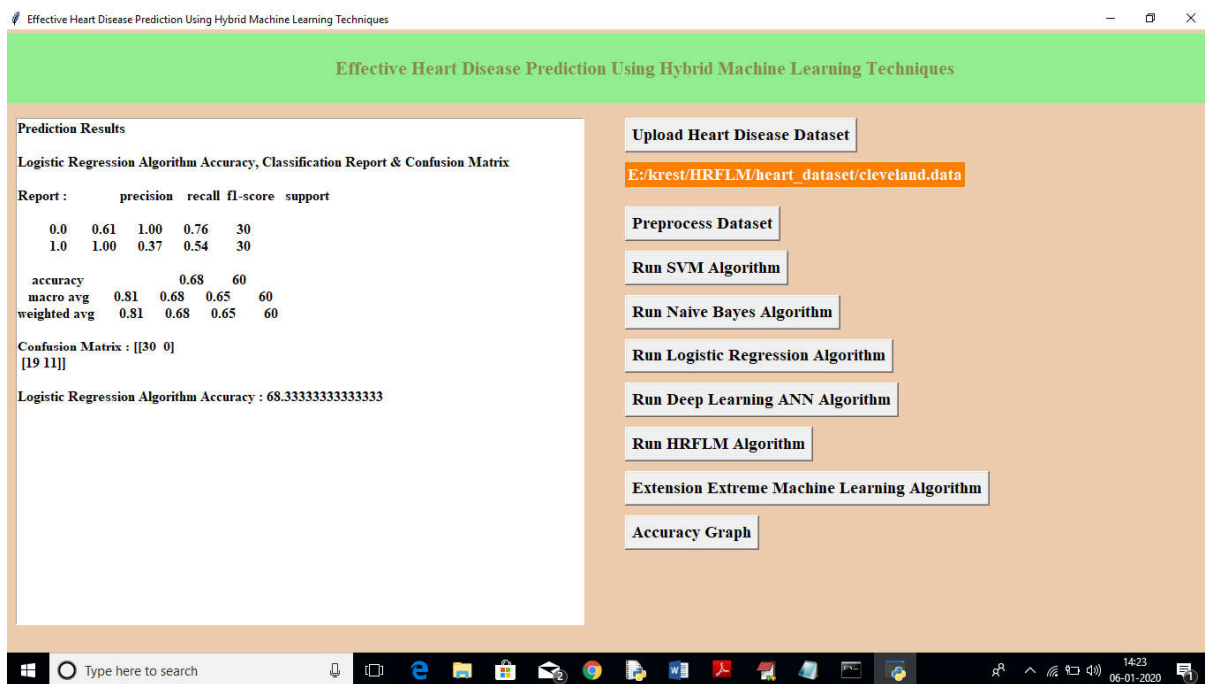 Effective Heart Disease Prediction Using Hybrid Machine Learning Techniques
Effective Heart Disease Prediction Using Hybrid Machine Learning Techniques
Prediction Results
Logistic Regression Algorithm Accuracy, Classification Report & Confusion Matrix
Report : precision recall f1-score support
0.0 0.61 1.00 0.76 30
1.0 1.00 0.37 0.54 30
accuracy 0.68 60
macro avg 0.81 0.68 0.65 60
weighted avg 0.81 0.68 0.65 60
Confusion Matrix : [[30 0]
[19 11]]
Logistic Regression Algorithm Accuracy : 68.33333333333333
Upload Heart Disease Dataset
E:/krest/HRFLM/heart_dataset/cleveland.data
Preprocess Dataset
Run SVM Algorithm
Run Naive Bayes Algorithm
Run Logistic Regression Algorithm
Run Deep Learning ANN Algorithm
Run HRFLM Algorithm
Extension Extreme Machine Learning Algorithm
Accuracy Graph
Type here to search
2
14:23
06-01-2020
1